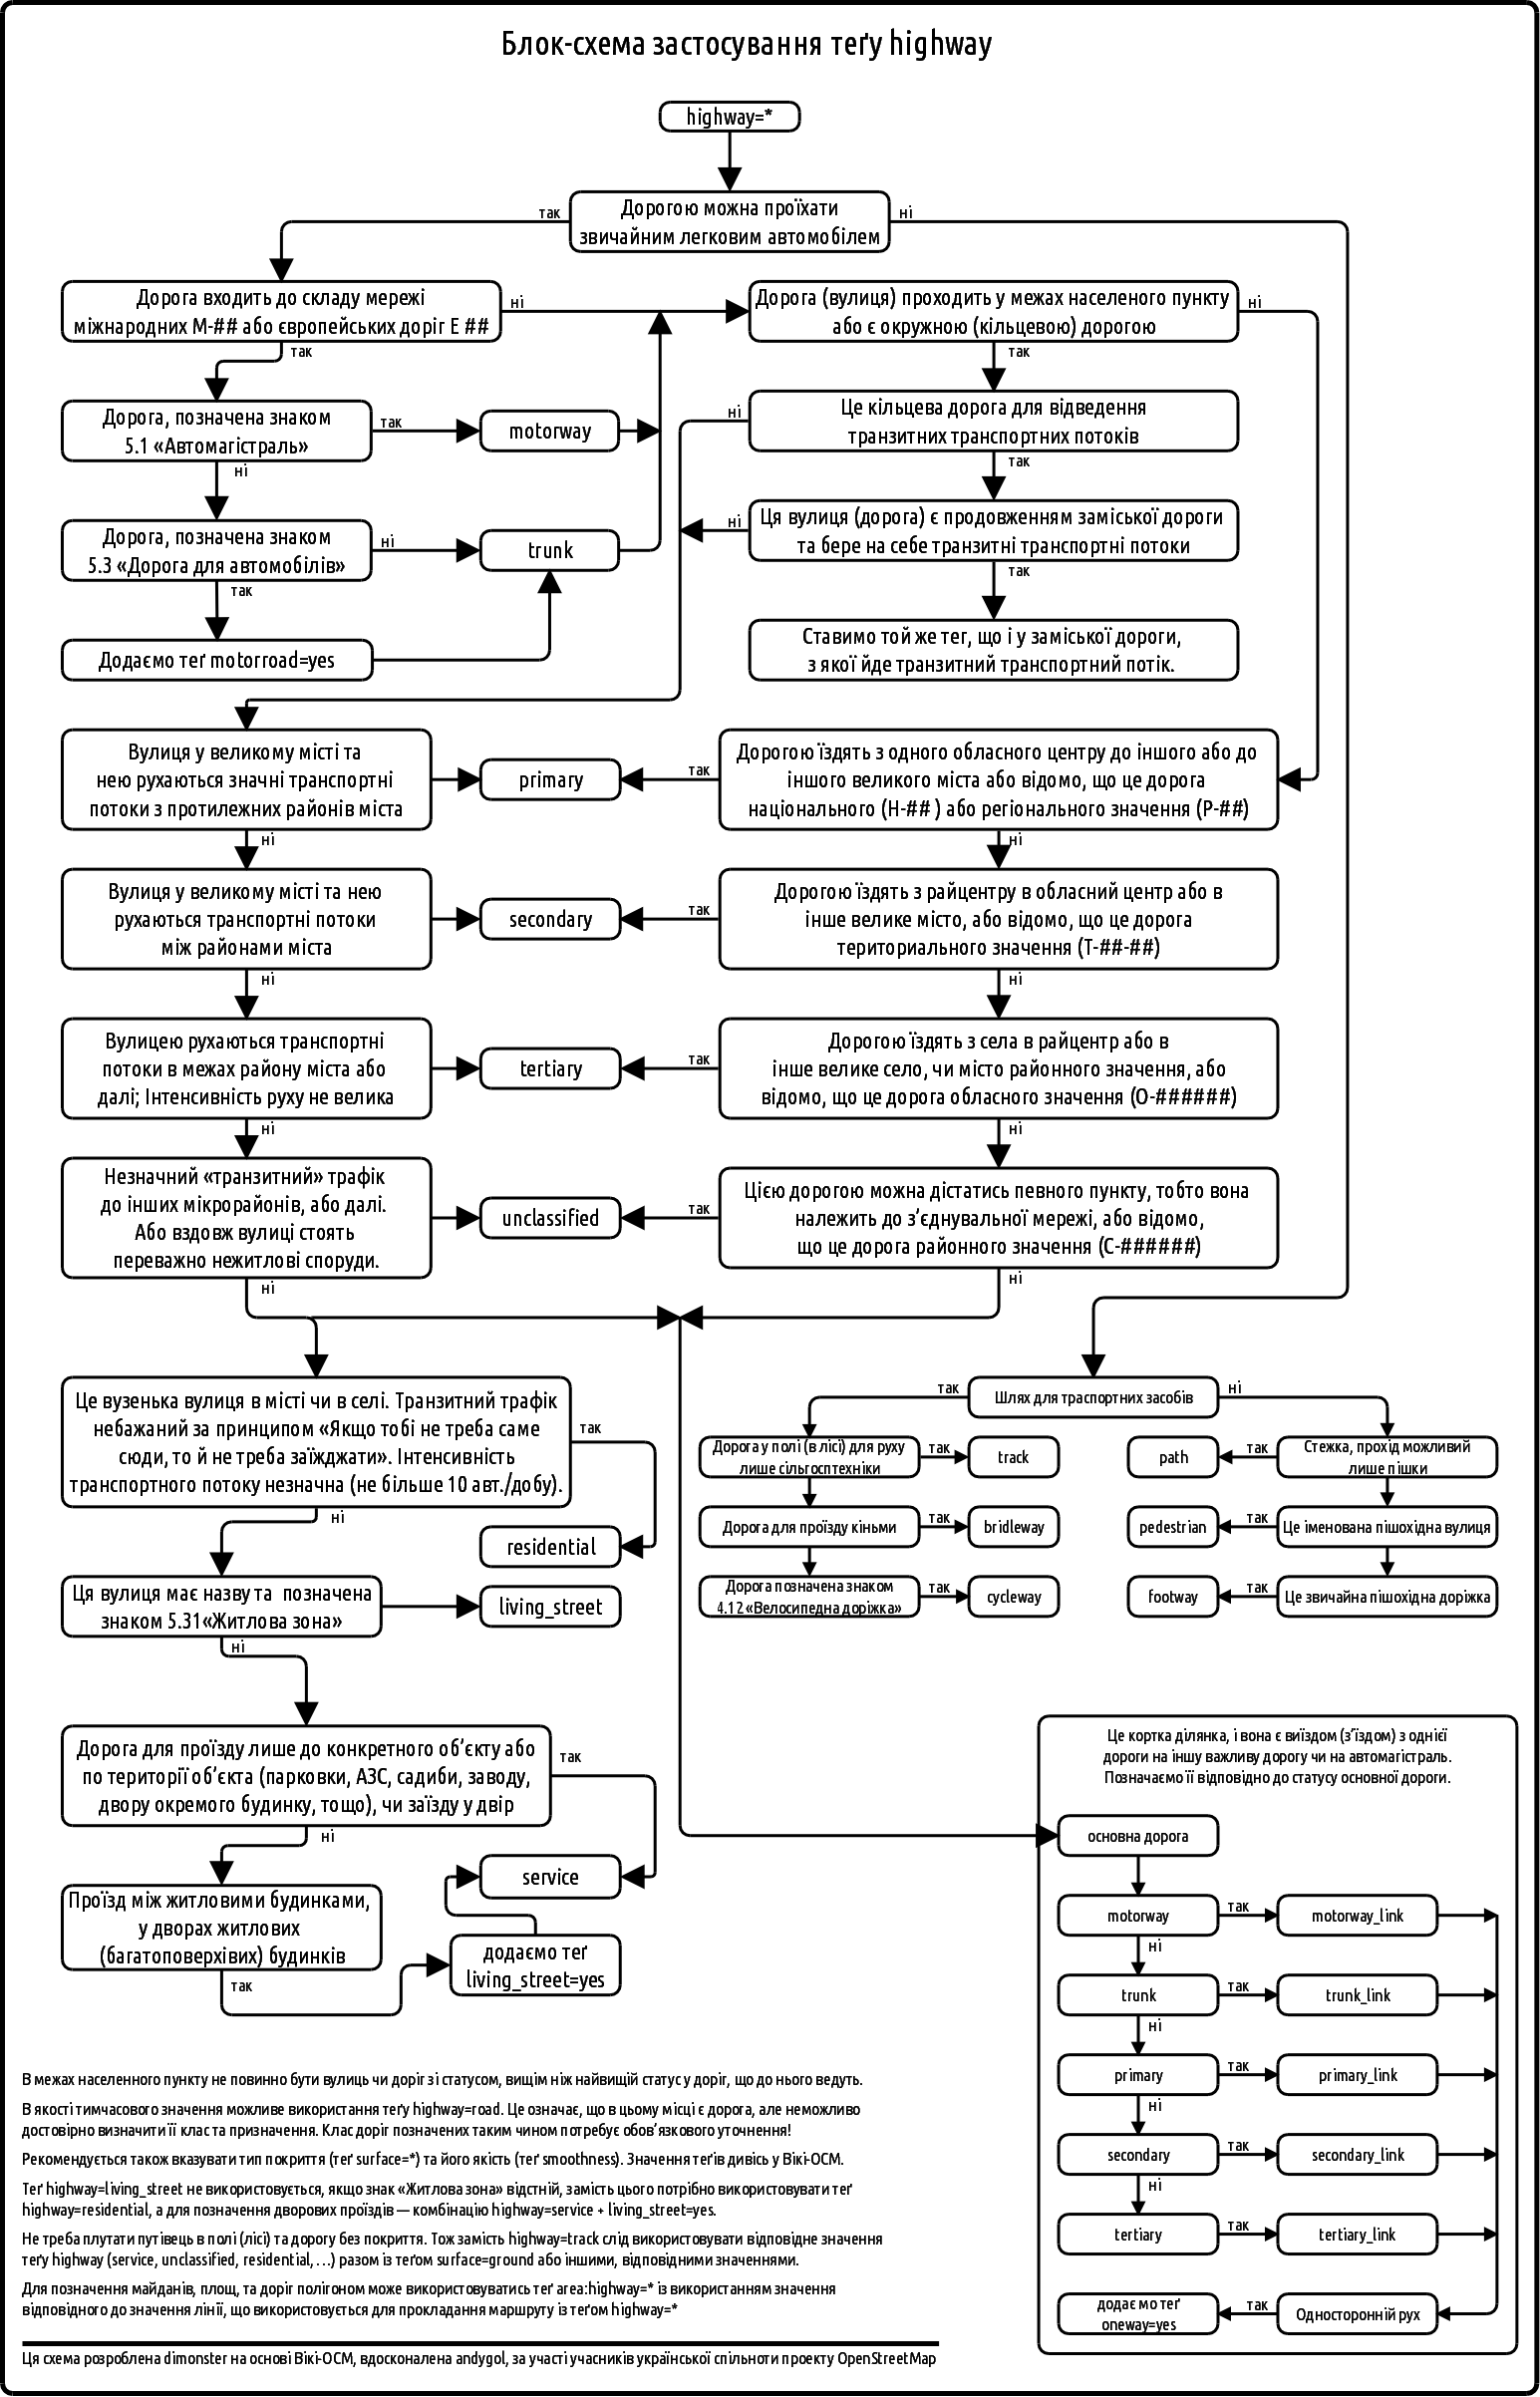 Блок-схема застосування теґу highway
highway=*
Дорогою можна проїхати
звичайним легковим автомобілем
так
ні
Дорога входить до складу мережі
міжнародних М-## або європейських доріг Е ##
ні
так
Дорога (вулиця) проходить у межах населеного пункту
або є окружною (кільцевою) дорогою
ні
так
Дорога, позначена знаком
5.1 «Автомагістраль»
так
ні
motorway
Це кільцева дорога для відведення
транзитних транспортних потоків
ні
так
Дорога, позначена знаком
5.3 «Дорога для автомобілів»
ні
так
trunk
Ця вулиця (дорога) є продовженням заміської дороги
та бере на себе транзитні транспортні потоки
ні
так
Додаємо теґ motorroad=yes
Ставимо той же тег, що і у заміської дороги,
з якої йде транзитний транспортний потік.
Вулиця у великому місті та
нею рухаються значні транспортні
потоки з протилежних районів міста
ні
primary
так
Дорогою їздять з одного обласного центру до іншого або до
іншого великого міста або відомо, що це дорога
національного (Н-## ) або регіонального значення (Р-##)
ні
Вулиця у великому місті та нею
рухаються транспортні потоки
між районами міста
ні
secondary
так
Дорогою їздять з райцентру в обласний центр або в
інше велике місто, або відомо, що це дорога
териториального значення (Т-##-##)
ні
Вулицею рухаються транспортні
потоки в межах району міста або
далі; Інтенсивність руху не велика
ні
tertiary
так
Дорогою їздять з села в райцентр або в
інше велике село, чи місто районного значення, або
відомо, що це дорога обласного значення (О-######)
ні
Незначний «транзитний» трафік
до інших мікрорайонів, або далі.
Або вздовж вулиці стоять
переважно нежитлові споруди.
ні
unclassified
так
Цією дорогою можна дістатись певного пункту, тобто вона
належить до з’єднувальної мережі, або відомо,
що це дорога районного значення (С-######)
ні
Це вузенька вулиця в місті чи в селі. Транзитний трафік
небажаний за принципом «Якщо тобі не треба саме
сюди, то й не треба заїжджати». Інтенсивність
транспортного потоку незначна (не більше 10 авт./добу).
так
ні
residential
Ця вулиця має назву та  позначена
знаком 5.31«Житлова зона»
ні
living_street
Дорога для проїзду лише до конкретного об’єкту або
по території об’єкта (парковки, АЗС, садиби, заводу,
двору окремого будинку, тощо), чи заїзду у двір
так
ні
service
Проїзд між житловими будинками,
у дворах житлових
(багатоповерхівих) будинків
так
додаємо теґ
living_street=yes
Шлях для траспортних засобів
так
ні
Дорога у полі (в лісі) для руху
лише сільгосптехніки
так
track
path
так
Стежка, прохід можливий
лише пішки
Дорога для проїзду кіньми
так
bridleway
pedestrian
так
Це іменована пішохідна вулиця
Дорога позначена знаком
4.12 «Велосипедна доріжка»
так
cycleway
footway
так
Це звичайна пішохідна доріжка
Це кортка ділянка, і вона є виїздом (з’їздом) з однієї
дороги на іншу важливу дорогу чи на автомагістраль.
Позначаємо її відповідно до статусу основної дороги.
основна дорога
motorway
так
motorway_link
ні
trunk
так
trunk_link
ні
primary
так
primary_link
ні
secondary
так
secondary_link
ні
tertiary
так
tertiary_link
додаємо теґ
oneway=yes
так
Односторонній рух
В межах населенного пункту не повинно бути вулиць чи доріг зі статусом, вищім ніж найвищій статус у доріг, що до нього ведуть.
В якості тимчасового значення можливе використання теґу highway=road. Це означає, що в цьому місці є дорога, але неможливо
достовірно визначити її клас та призначення. Клас доріг позначених таким чином потребує обов’язкового уточнення!
Рекомендується також вказувати тип покриття (теґ surface=*) та його якість (теґ smoothness). Значення теґів дивісь у Вікі-ОСМ.
Теґ highway=living_street не використовується, якщо знак «Житлова зона» відстній, замість цього потрібно використовувати теґ
highway=residential, а для позначення дворових проїздів — комбінацію highway=service + living_street=yes.
Не треба плутати путівець в полі (лісі) та дорогу без покриття. Тож замість highway=track слід використовувати відповідне значення
теґу highway (service, unclassified, residential, …) разом із теґом surface=ground або іншими, відповідними значеннями.
Для позначення майданів, площ, та доріг полігоном може використовуватись теґ area:highway=* із використанням значення
відповідного до значення лінії, що використовується для прокладання маршруту із теґом highway=*
Ця схема розроблена dimonster на основі Вікі-ОСМ, вдосконалена andygol, за участі учасників української спільноти проекту OpenStreetMap